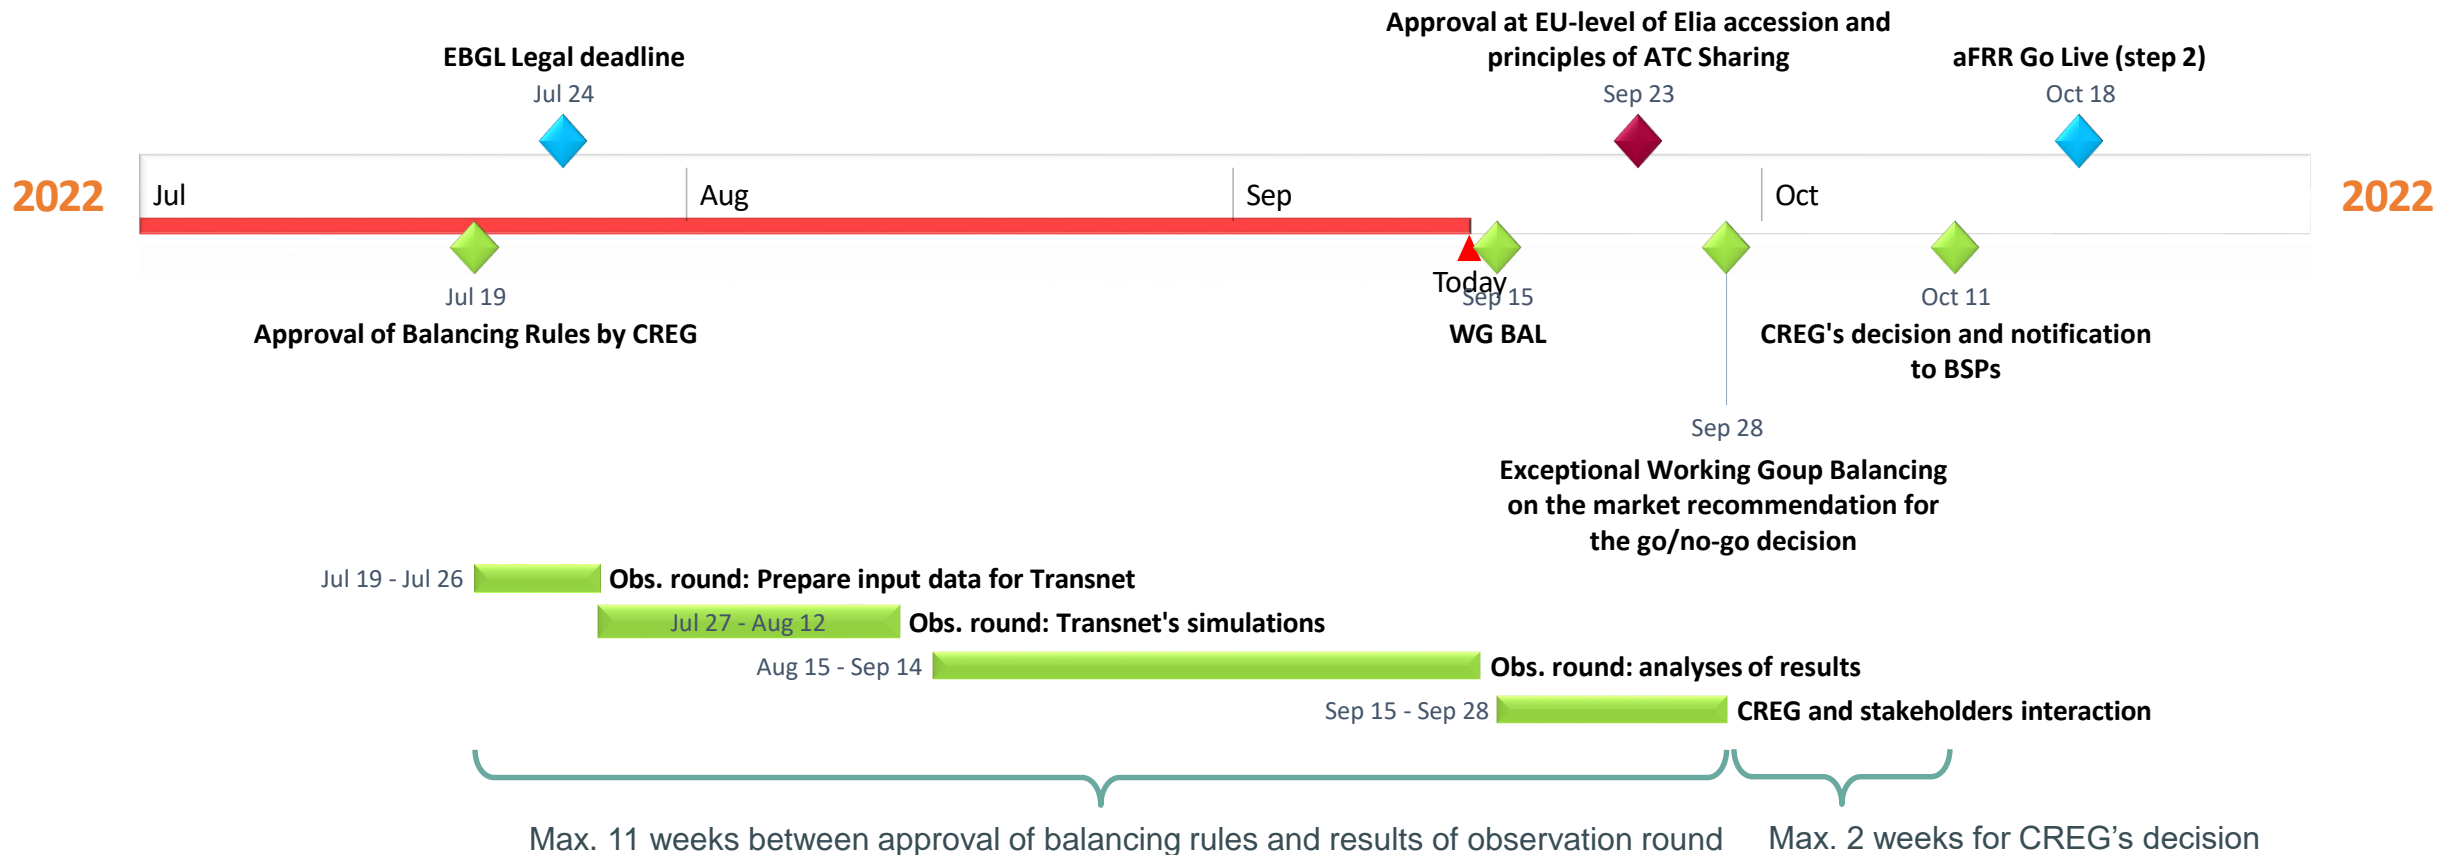 Approval at EU-level of Elia accession and
principles of ATC Sharing
EBGL Legal deadline
aFRR Go Live (step 2)
Jul 24
Sep 23
Oct 18
2022
Jul
Aug
Sep
Oct
2022
Today
Jul 19
Sep 15
Oct 11
Approval of Balancing Rules by CREG
WG BAL
CREG's decision and notification
to BSPs
Sep 28
Exceptional Working Goup Balancing
on the market recommendation for
the go/no-go decision
Jul 19 - Jul 26
Obs. round: Prepare input data for Transnet
Jul 27 - Aug 12
Obs. round: Transnet's simulations
Aug 15 - Sep 14
Obs. round: analyses of results
Sep 15 - Sep 28
CREG and stakeholders interaction
Max. 11 weeks between approval of balancing rules and results of observation round
Max. 2 weeks for CREG’s decision